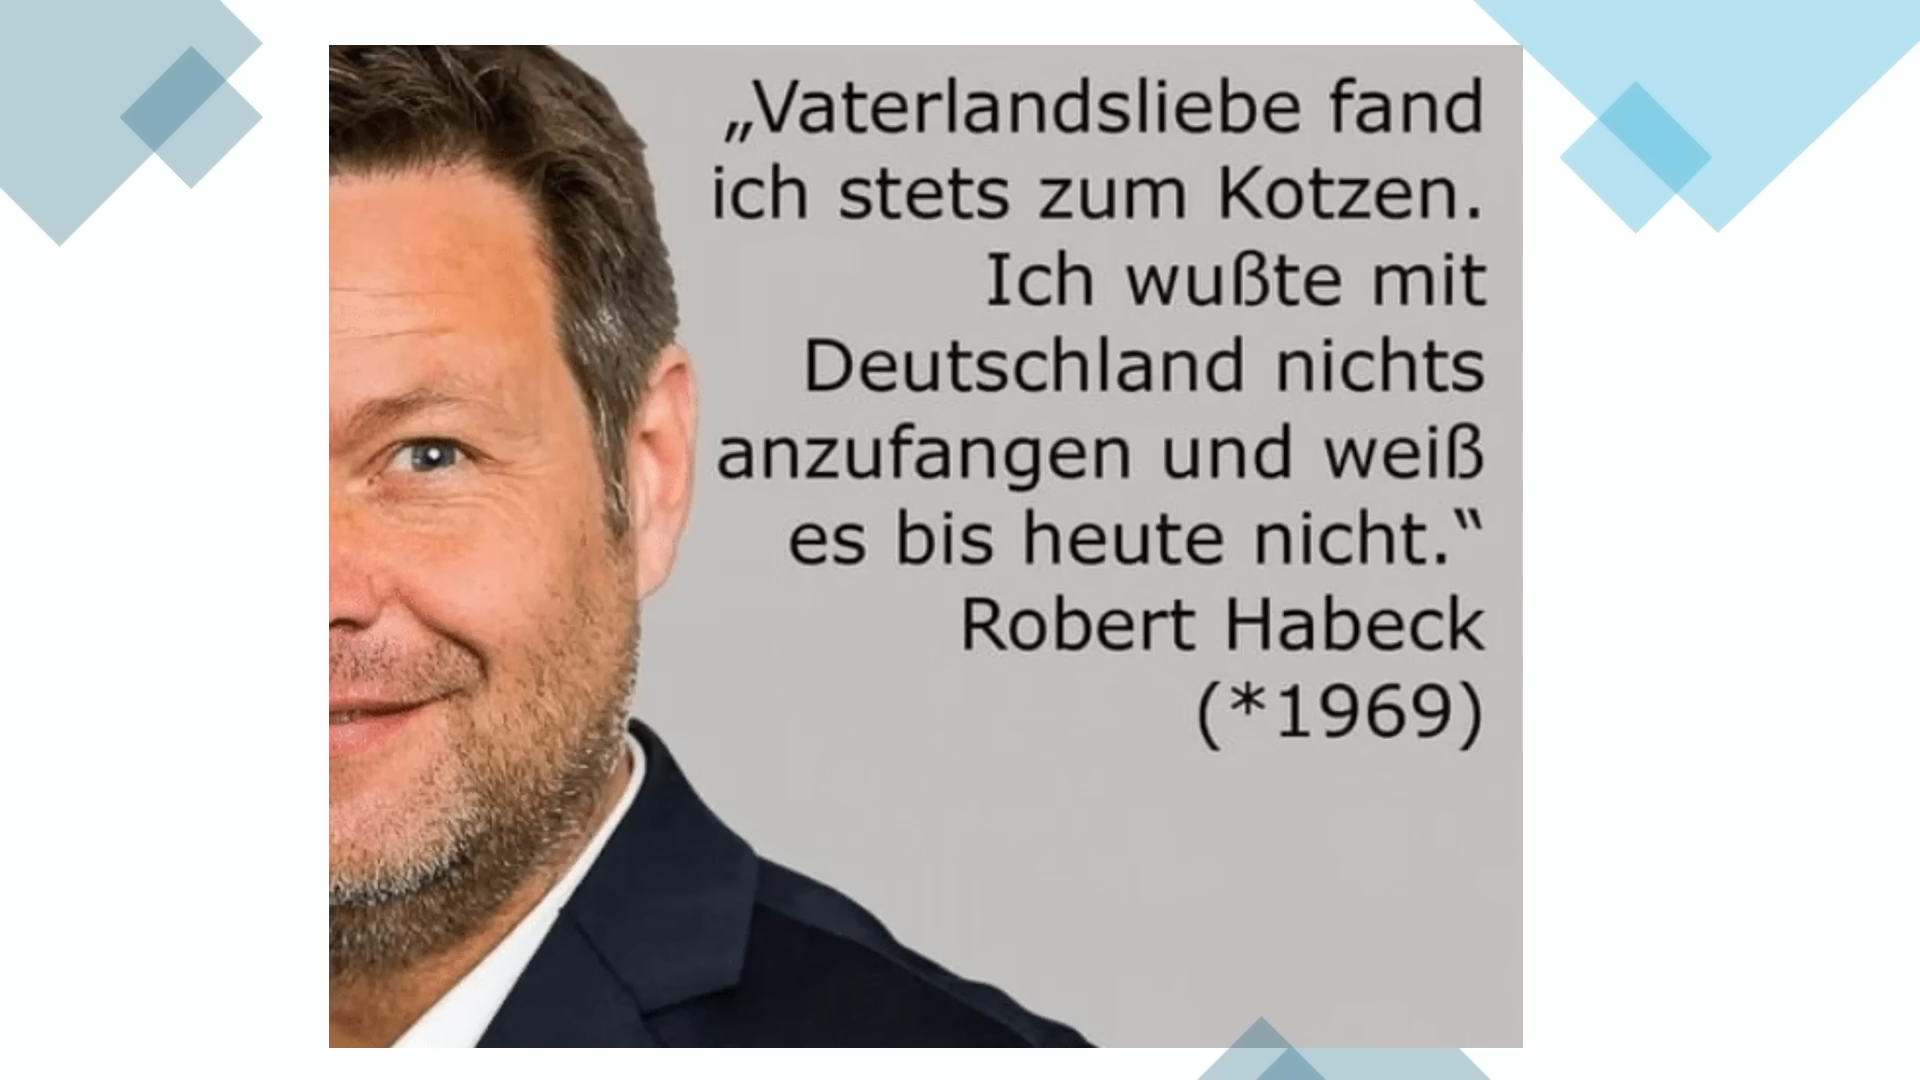 „Vaterlandsliebe fand
ich stets zum Kotzen.
Ich wußte mit
Deutschland nichts
anzufangen und weiß
es bis heute nicht.“
Robert Habeck
(*1969)